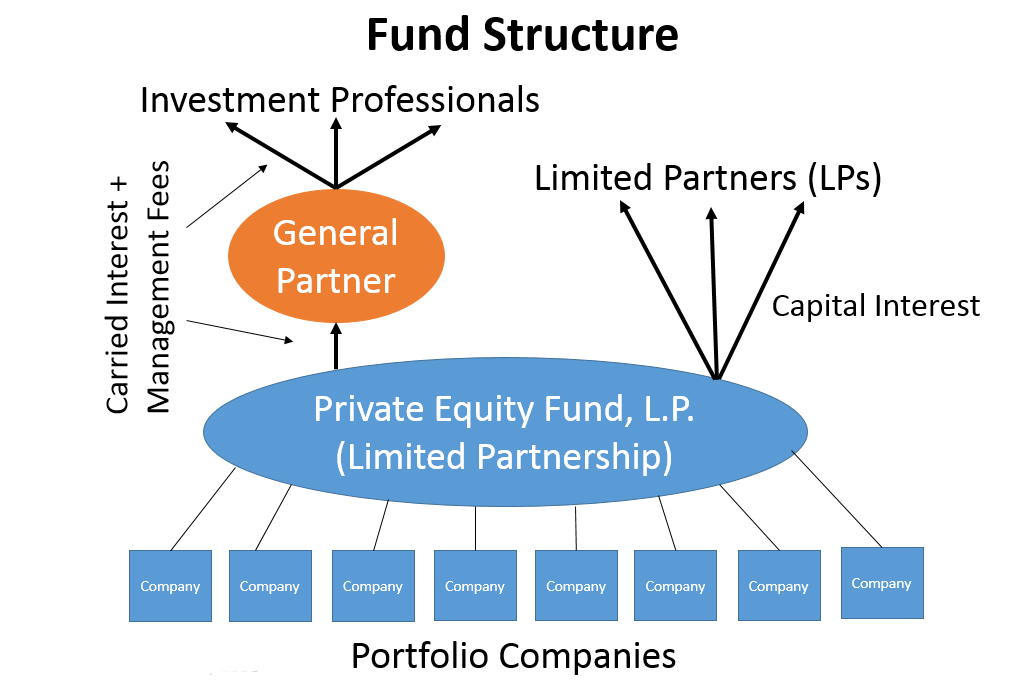 Fund Structure
Investment Professionals
Limited Partners (LPs)
Carried Interest +
Management Fees
General
Partner
Capital Interest
Private Equity Fund, L.P.
(Limited Partnership)
Company
Company
Company
Company
Company
Company
Company
Company
Portfolio Companies